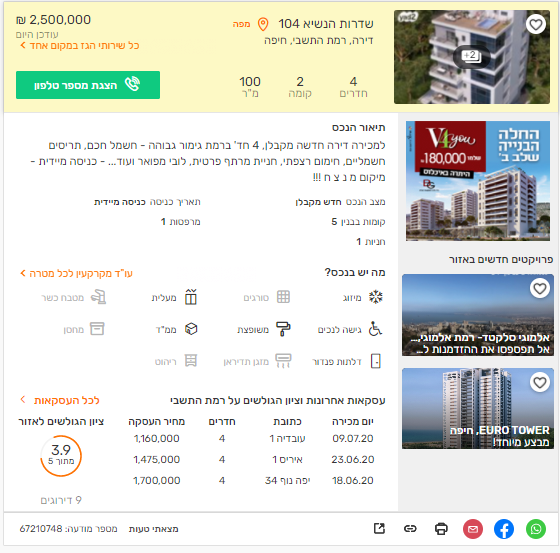 שדרות הנשיא 104
מפה
דירה, רמת התשבי, חיפה
2,500,000 ₪
עודכן היום
כל שירותי הגז במקום אחד
4
חדרים
2
קומה
100
מ"ר
הצגת מספר טלפון
yad2
+2
תיאור הנכס
למכירה דירה חדשה מקבלן, 4 חד' ברמת גימור גבוהה - חשמל חכם, תריסים
חשמליים, חימום רצפתי, חניית מרתף פרטית, לובי מפואר ועוד... - כניסה מיידית -
מיקום מ נ צ ח !!!
מצב הנכס חדש מקבלן
תאריך כניסה כניסה מיידית
קומות בבנין 5
מרפסות 1
חניות 1
מה יש בנכס?
עו"ד מקרקעין לכל מטרה
מיזוג
סורגים
מעלית
מטבח כשר
גישה לנכים
משופצת
ממ"ד
מחסן
דלתות פנדור
מזגן תדיראן
ריהוט
עסקאות אחרונות וציון הגולשים על רמת התשבי
לכל העסקאות
יום מכירה כתובת חדרים מחיר העסקה
09.07.20 עובדיה 1 4 1,160,000
23.06.20 איריס 1 4 1,475,000
18.06.20 יפה נוף 34 4 1,700,000
ציון הגולשים לאזור
3.9
מתוך 5
9 דירוגים
החלה
הבנייה
שלב ב'
V4you
180,000 ₪
היתרה באיכלוס
פרויקטים חדשים באזור
אלמוגי סלקטד- רמת אלמוגי,...
אל תפספסו את ההזדמנות ל...
EURO TOWER, חיפה
מבצע מיוחד!
מצאתי טעות
מספר מודעה: 67210748